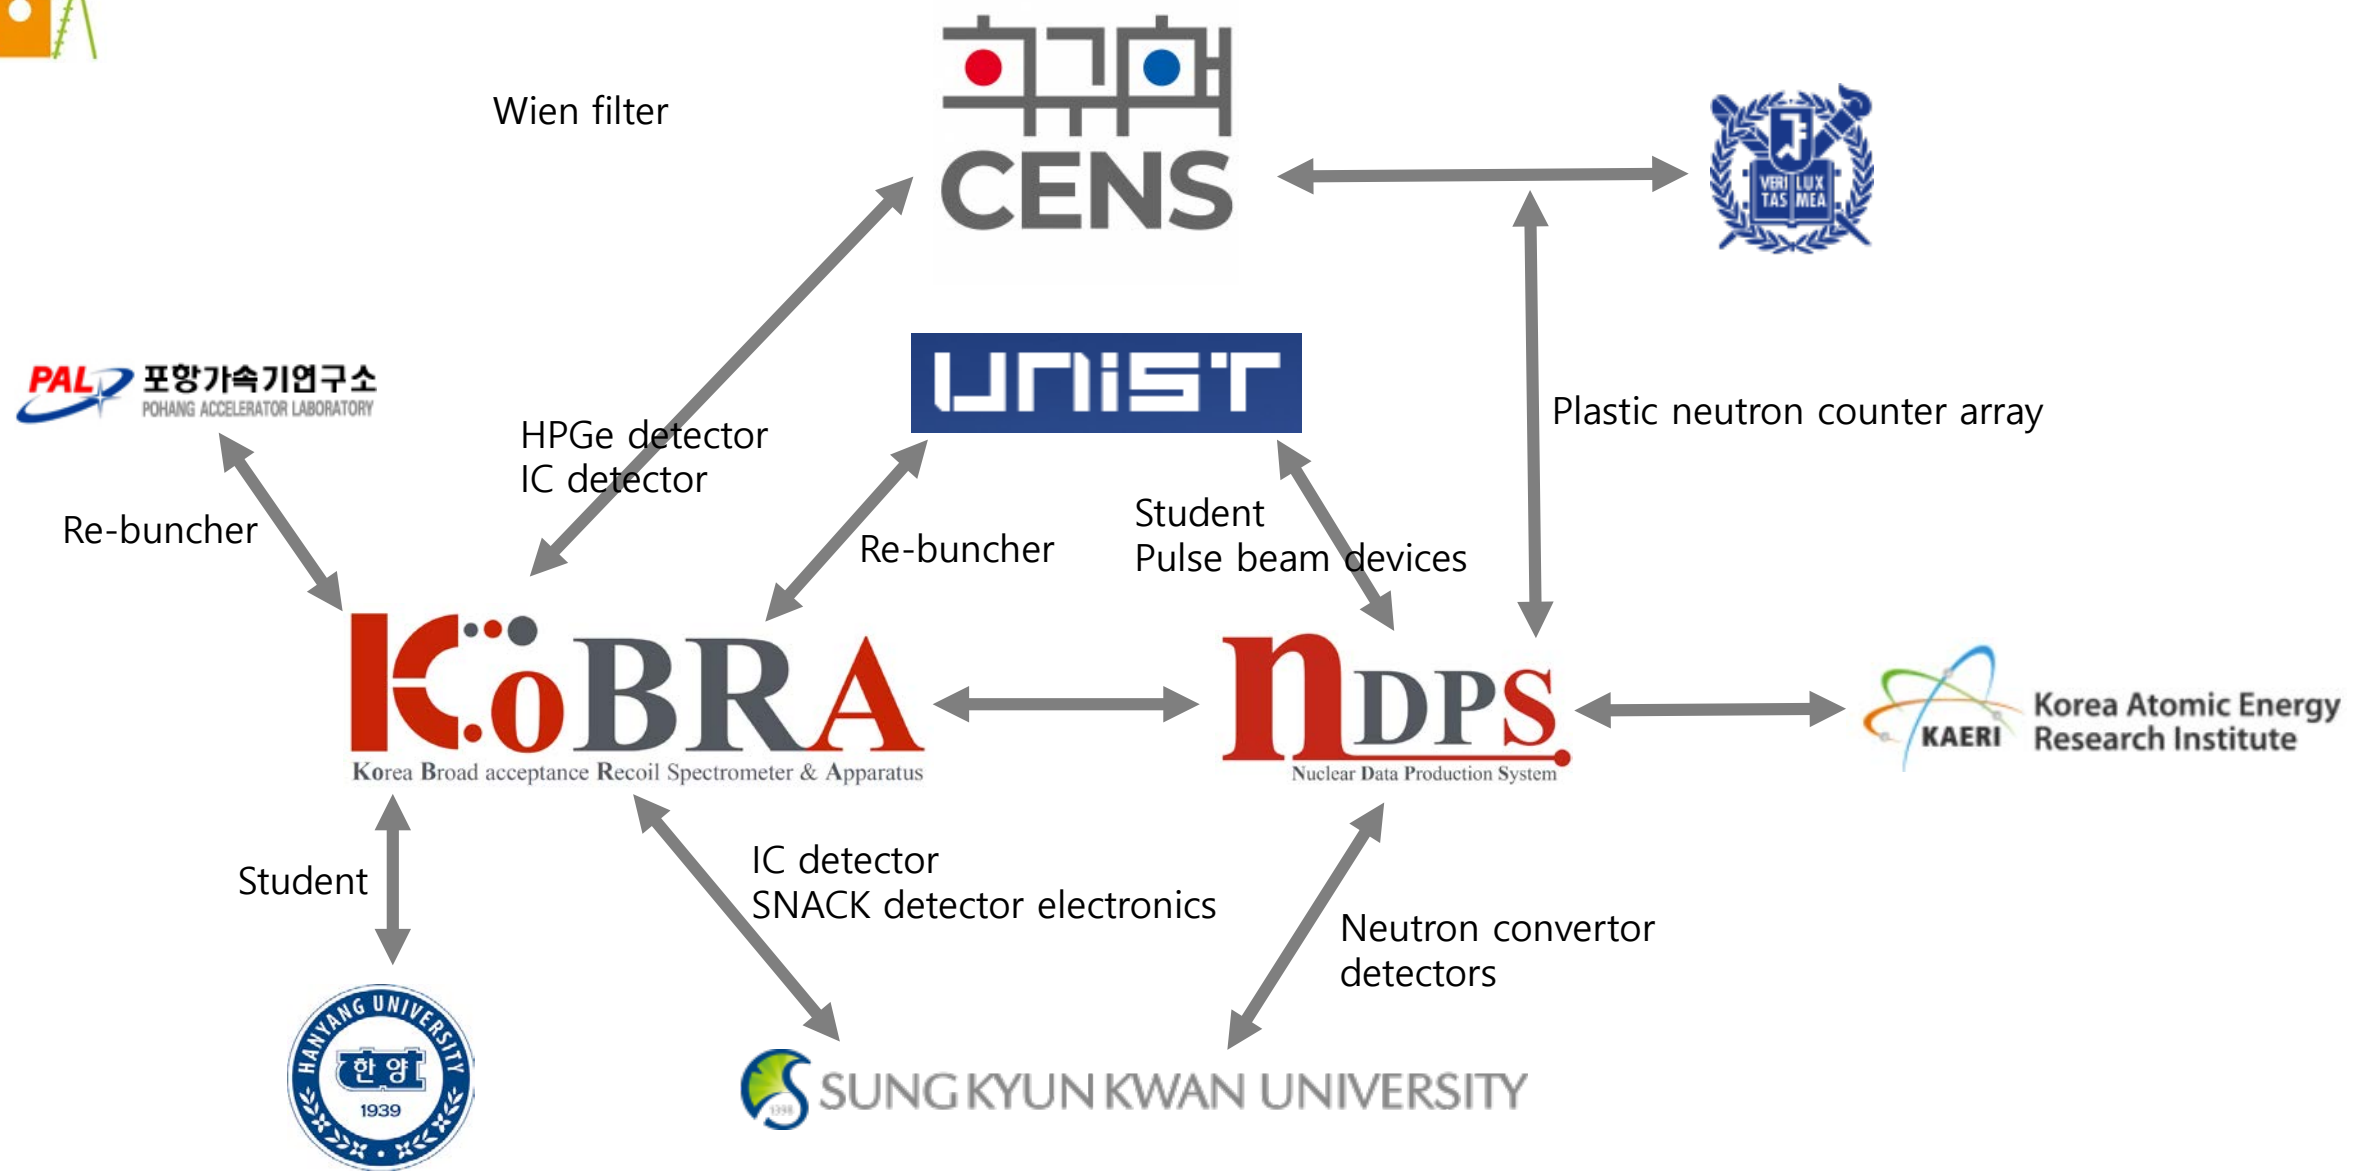 Wien filter
CENS
VERI LUX
TAS MEA
PAL 포항가속기연구소
POHANG ACCELERATOR LABORATORY
UNIST
HPGe detector
IC detector
Plastic neutron counter array
Re-buncher
Re-buncher
Student
Pulse beam devices
KoBRA
Korea Broad acceptance Recoil Spectrometer & Apparatus
nDPS
Nuclear Data Production System
KAERI
Korea Atomic Energy
Research Institute
Student
IC detector
SNACK detector electronics
Neutron convertor
detectors
HANYANG UNIVERSITY
한양
1939
1398
SUNG KYUN KWAN UNIVERSITY